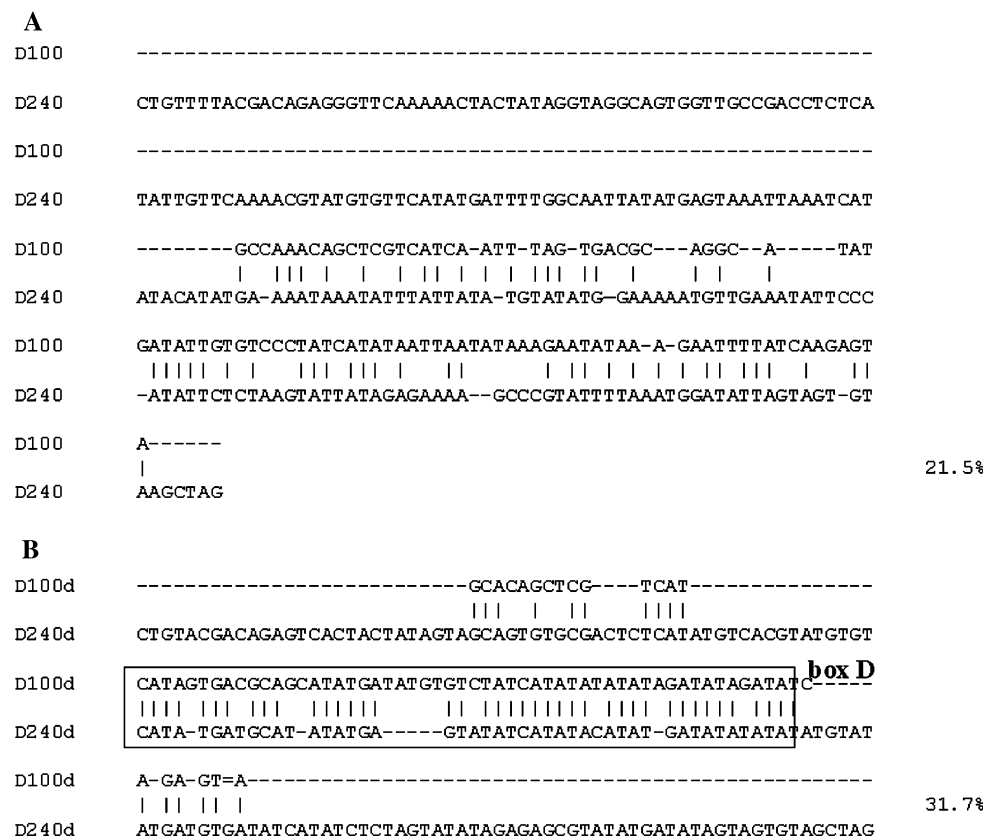 A
D100 ------------------------------------------------------------
D240 CTGTTTTACGACAGAGGGTTCAAAAACTACTATAGGTAGGCAGTGGTTGCCGACCTCTCA
D100 ------------------------------------------------------------
D240 TATTGTTCAAAACGTATGTGTTCATATGATTTTGGCAATTATATGAGTAAATTAAATCAT
D100 --------GCCAAACAGCTCGTCATCA-ATT-TAG-TGACGC---AGGC--A-----TAT
| ||| | | | || | | | ||| || | | | |
D240 ATACATATGA-AAATAAATATTTATTATA-TGTATATG-GAAAAATGTTGAAATATTCCC
D100 GATATTGTGTCCCTATCATATAATTAATATAAAGAATATAA-A-GAATTTTATCAAGAGT
||||| | | ||| ||| | || | || | | || ||| | ||
D240 -ATATTCTCTAAGTATTATAGAGAAAA--GCCCGTATTTTAAATGGATATTAGTAGT-GT
D100 A------
| 21.5%
D240 AAGCTAG
B
D100d ---------------------------GCACAGCTCG----TCAT---------------
||| | || ||||
D240d CTGTACGACAGAGTCACTACTATAGTAGCAGTGTGCGACTCTCATATGTCACGTATGTGT
box D
D100d CATAGTGACGCAGCATATGATATGTGTCTATCATATATATATAGATATAGATATC-----
|||| ||| ||| |||||| || ||||||||| |||| |||||| ||||
D240d CATA-TGATGCAT-ATATGA-----GTATATCATATACATAT-GATATATATATATGTAT
D100d A-GA-GT=A---------------------------------------------------
| || || | 31.7%
D240d ATGATGTGATATCATATCTCTAGTATATAGAGAGCGTATATGATATAGTAGTGTAGCTAG